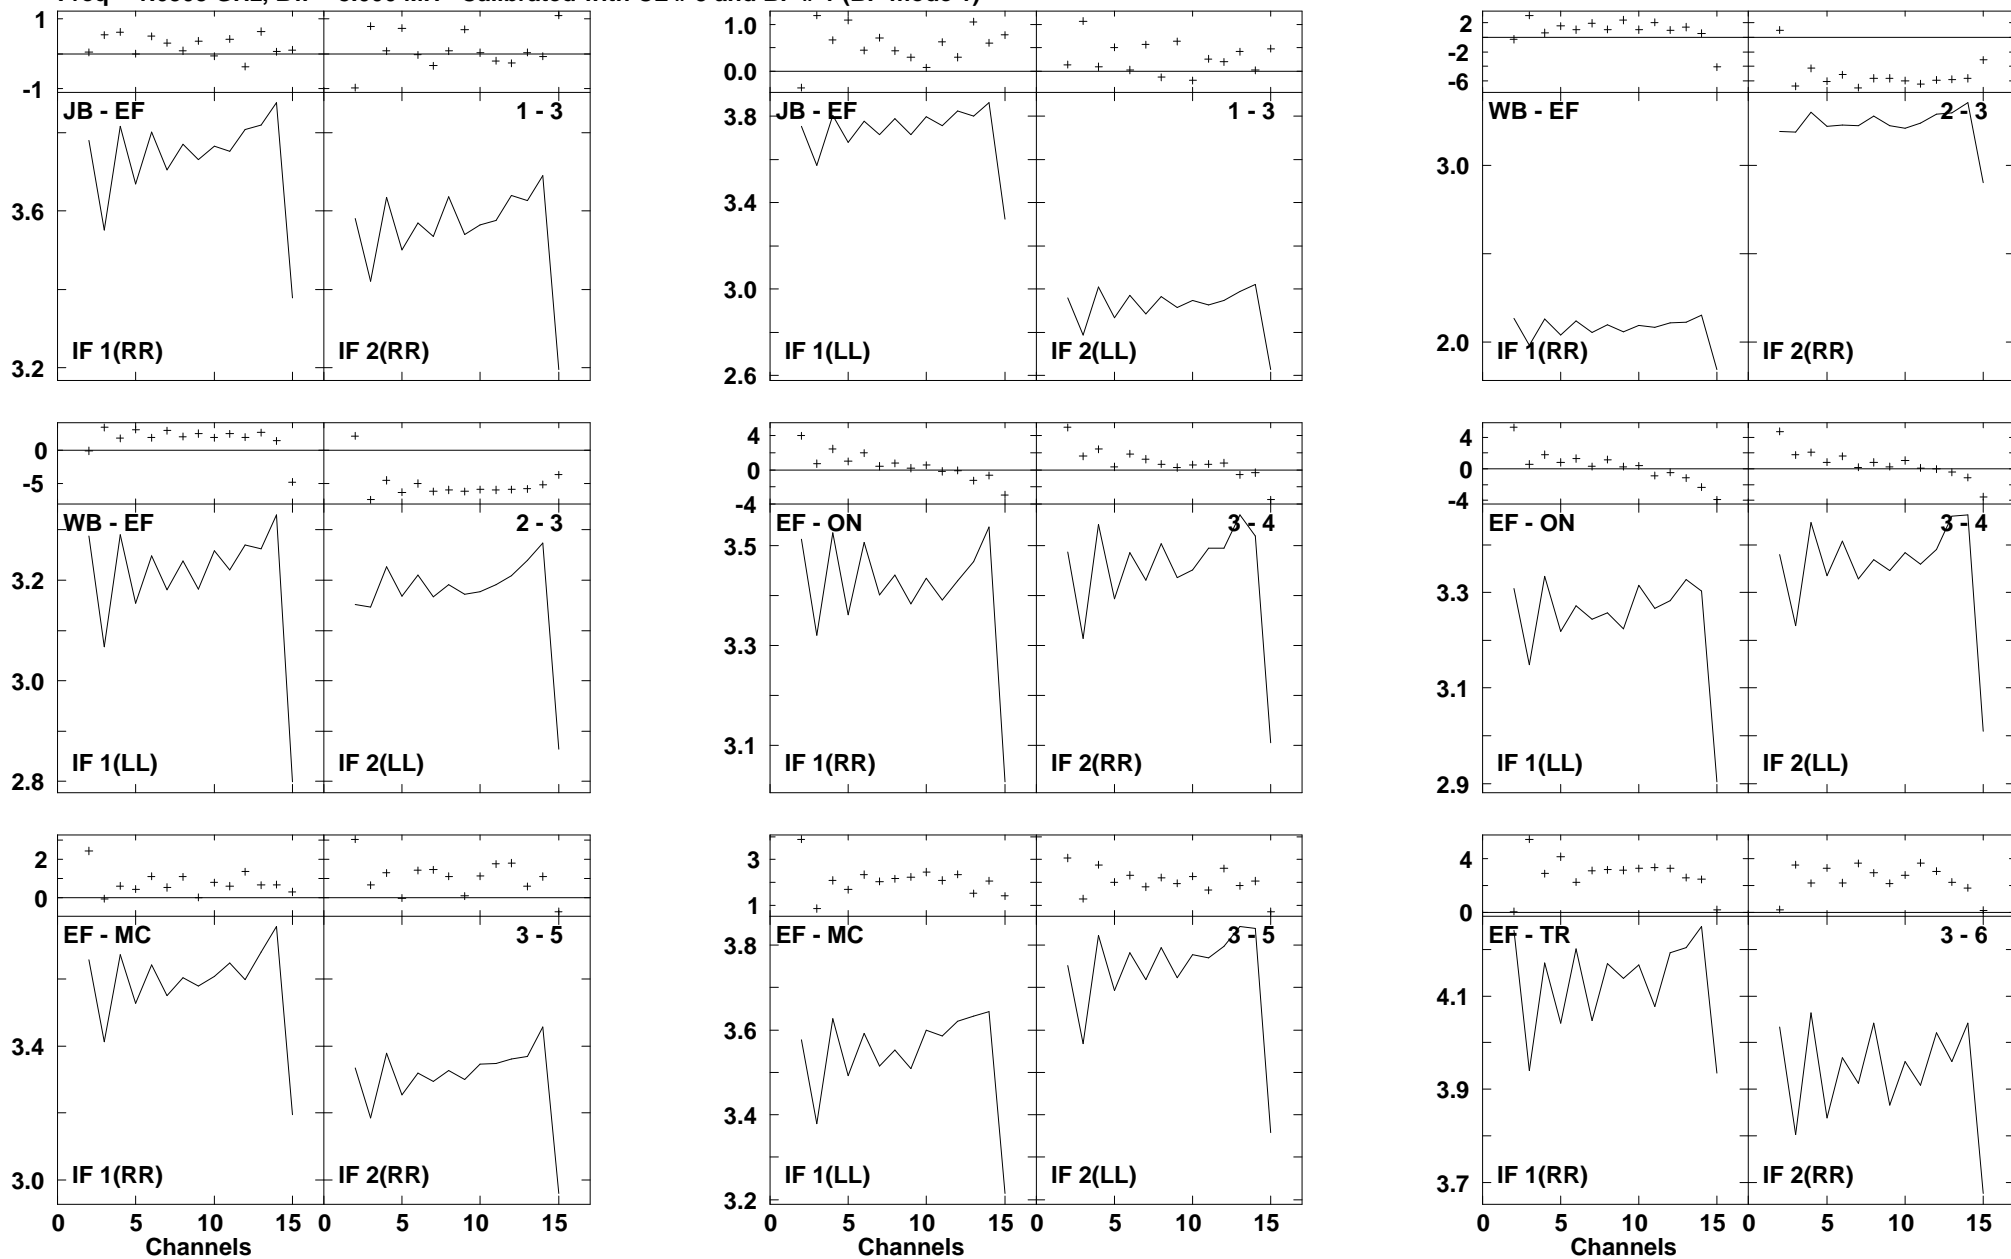 1
-1
JB - EF
1 - 3
3.6
3.2
IF 1(RR)
IF 2(RR)
1.0
0.0
JB - EF
1 - 3
3.8
3.4
3.0
2.6
IF 1(LL)
IF 2(LL)
2
-2
-6
WB - EF
2 - 3
3.0
2.0
IF 1(RR)
IF 2(RR)
0
-5
WB - EF
2 - 3
3.2
3.0
2.8
IF 1(LL)
IF 2(LL)
4
0
-4
EF - ON
3 - 4
3.5
3.3
3.1
IF 1(RR)
IF 2(RR)
4
0
-4
EF - ON
3 - 4
3.3
3.1
2.9
IF 1(LL)
IF 2(LL)
2
0
EF - MC
3 - 5
3.4
3.0
IF 1(RR)
IF 2(RR)
0 5 10 15 0 5 10 15
Channels
3
1
EF - MC
3 - 5
3.8
3.6
3.4
3.2
IF 1(LL)
IF 2(LL)
0 5 10 15 0 5 10 15
Channels
4
0
EF - TR
3 - 6
4.1
3.9
3.7
IF 1(RR)
IF 2(RR)
0 5 10 15 0 5 10 15
Channels